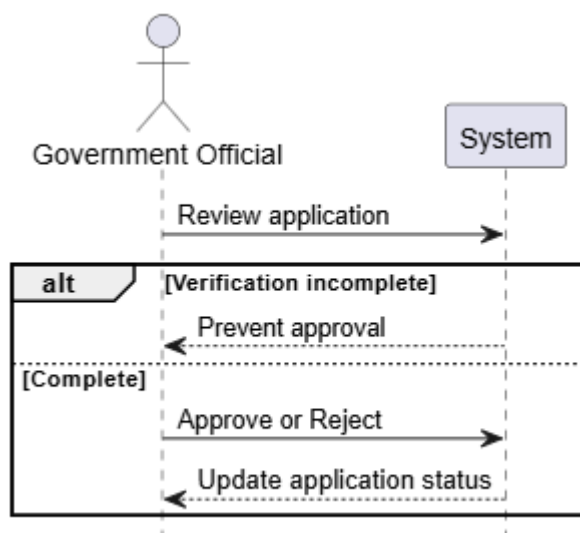 Government Official
System
Review application
alt
[Verification incomplete]
Prevent approval
[Complete]
Approve or Reject
Update application status